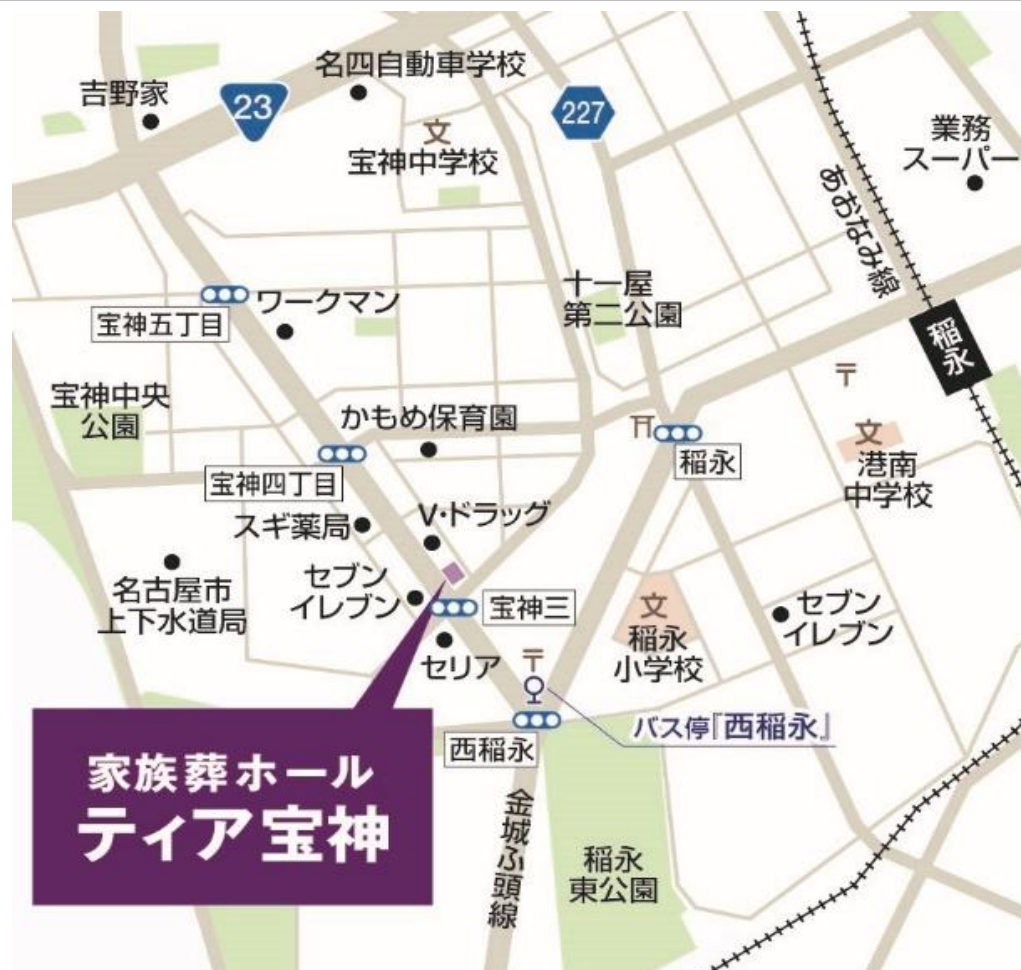 名四自動車学校
吉野家
23
227
文
宝神中学校
業務
スーパー
あおなみ線
十一屋
第二公園
ワークマン
宝神五丁目
稲永
〒
宝神中央
公園
かもめ保育園
文
港南
中学校
稲永
宝神四丁目
スギ薬局
V・ドラッグ
名古屋市
上下水道局
セブン
イレブン
宝神三
文
稲永
小学校
セブン
イレブン
セリア
〒
バス停『西稲永』
西稲永
家族葬ホール
ティア宝神
金城ふ頭線
稲永
東公園